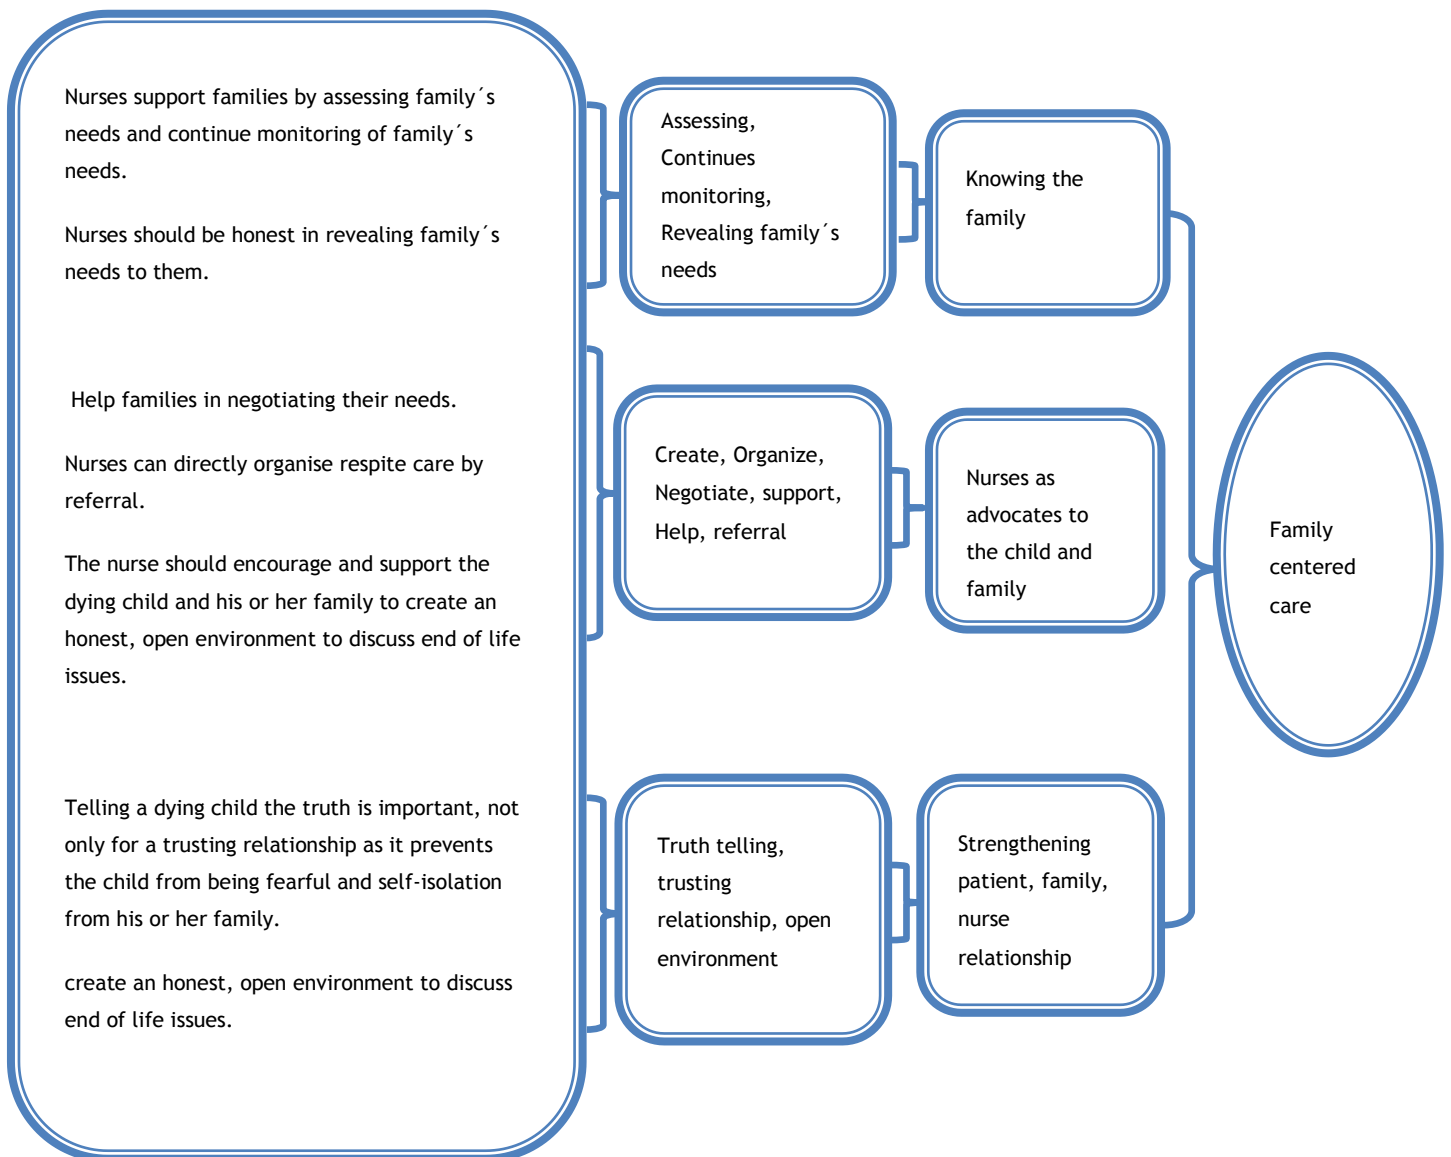 Nurses support families by assessing family´s
needs and continue monitoring of family´s
needs.
Nurses should be honest in revealing family´s
needs to them.
Help families in negotiating their needs.
Nurses can directly organise respite care by
referral.
The nurse should encourage and support the
dying child and his or her family to create an
honest, open environment to discuss end of life
issues.
Telling a dying child the truth is important, not
only for a trusting relationship as it prevents
the child from being fearful and self-isolation
from his or her family.
create an honest, open environment to discuss
end of life issues.
Assessing,
Continues
monitoring,
Revealing family´s
needs
Knowing the
family
Create, Organize,
Negotiate, support,
Help, referral
Nurses as
advocates to
the child and
family
Truth telling,
trusting
relationship, open
environment
Strengthening
patient, family,
nurse
relationship
Family
centered
care